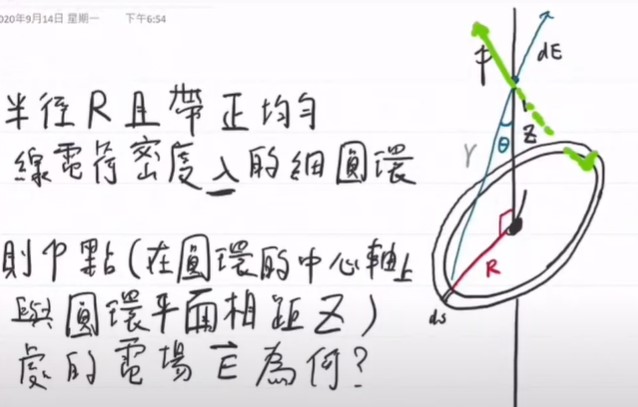 2020年9月14日 星期一 下午6:54
半徑R且帶正均勻
線電荷密度λ的細圓環
則P點(在圓環的中心軸上
與圓環平面相距Z)
處的電場E為何?
P
dE
Z
θ
r
R
ds